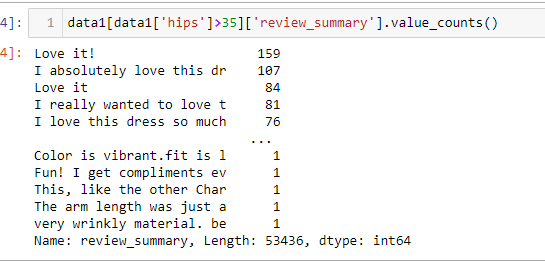 4]: 1 data1[data1['hips']>35]['review_summary'].value_counts()
4]: Love it! 159
I absolutely love this dr 107
Love it 84
I really wanted to love t 81
I love this dress so much 76
...
Color is vibrant.fit is l 1
Fun! I get compliments ev 1
This, like the other Char 1
The arm length was just a 1
very wrinkly material. be 1
Name: review_summary, Length: 53436, dtype: int64